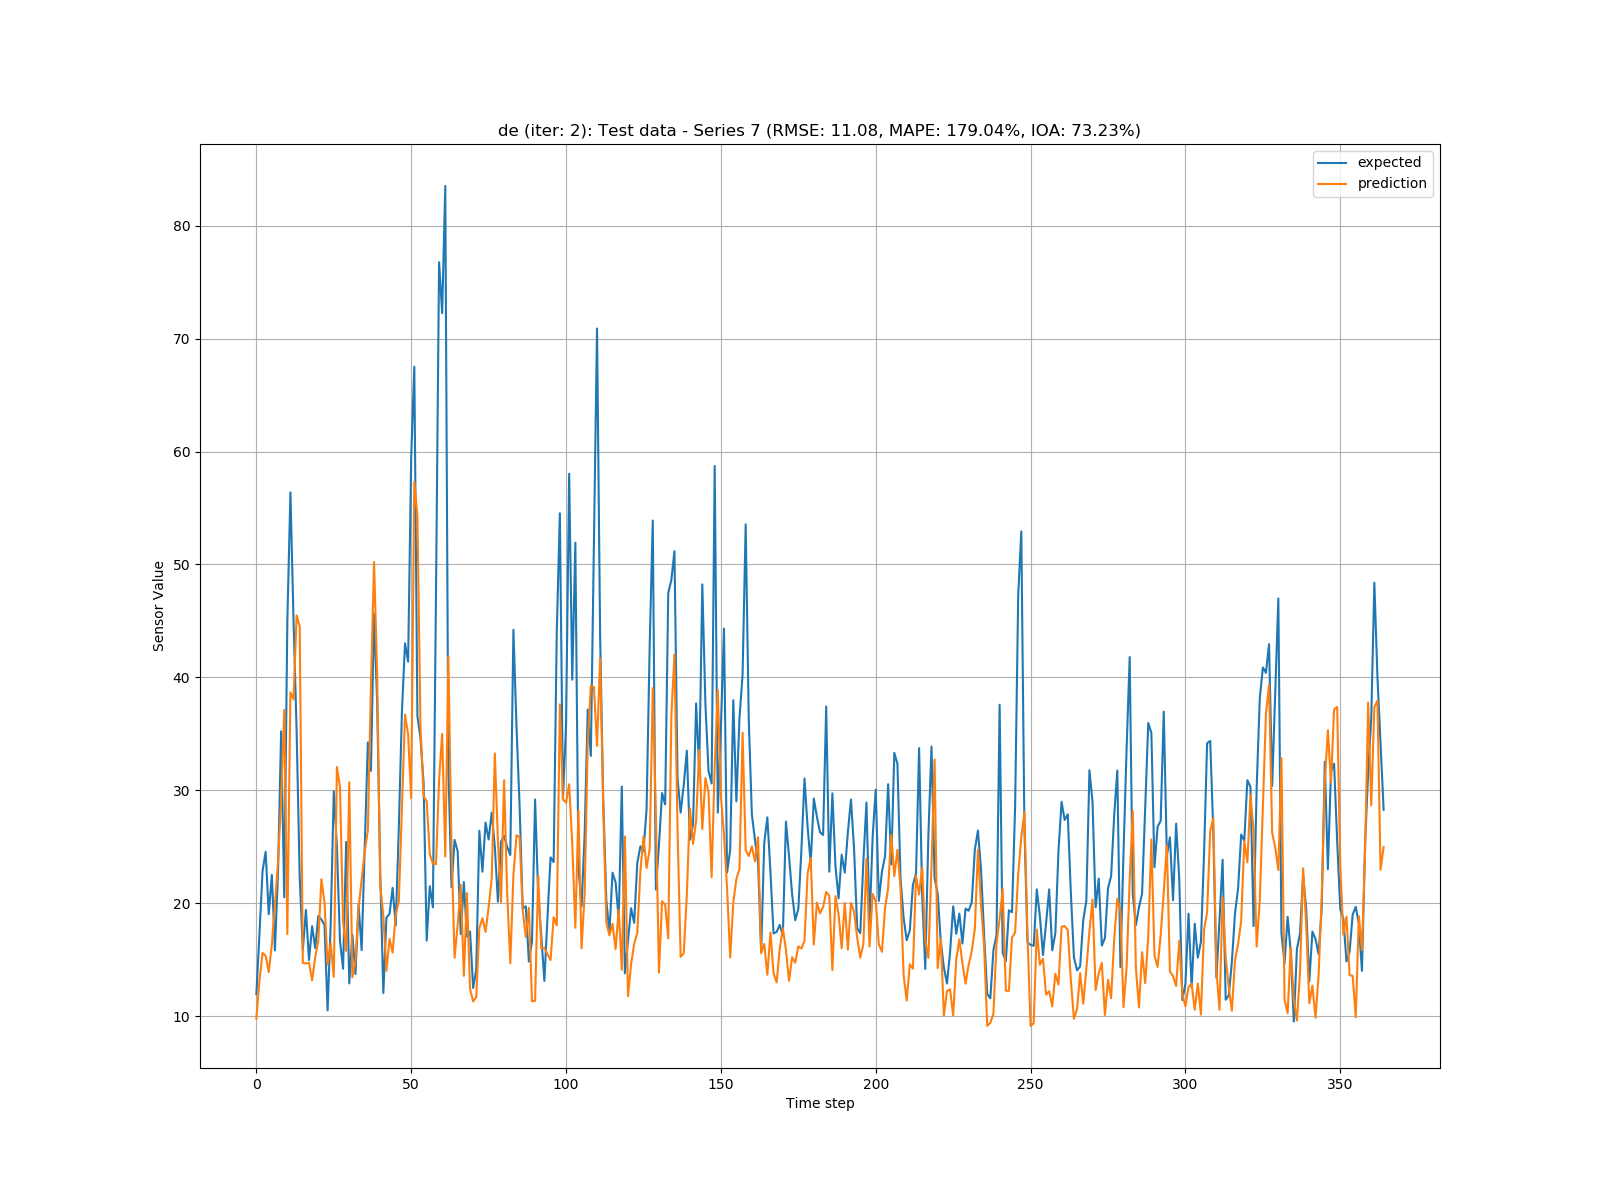 de (iter: 2): Test data - Series 7 (RMSE: 11.08, MAPE: 179.04%, IOA: 73.23%)
expected
prediction
80
70
60
50
40
30
20
10
Sensor Value
0 50 100 150 200 250 300 350
Time step